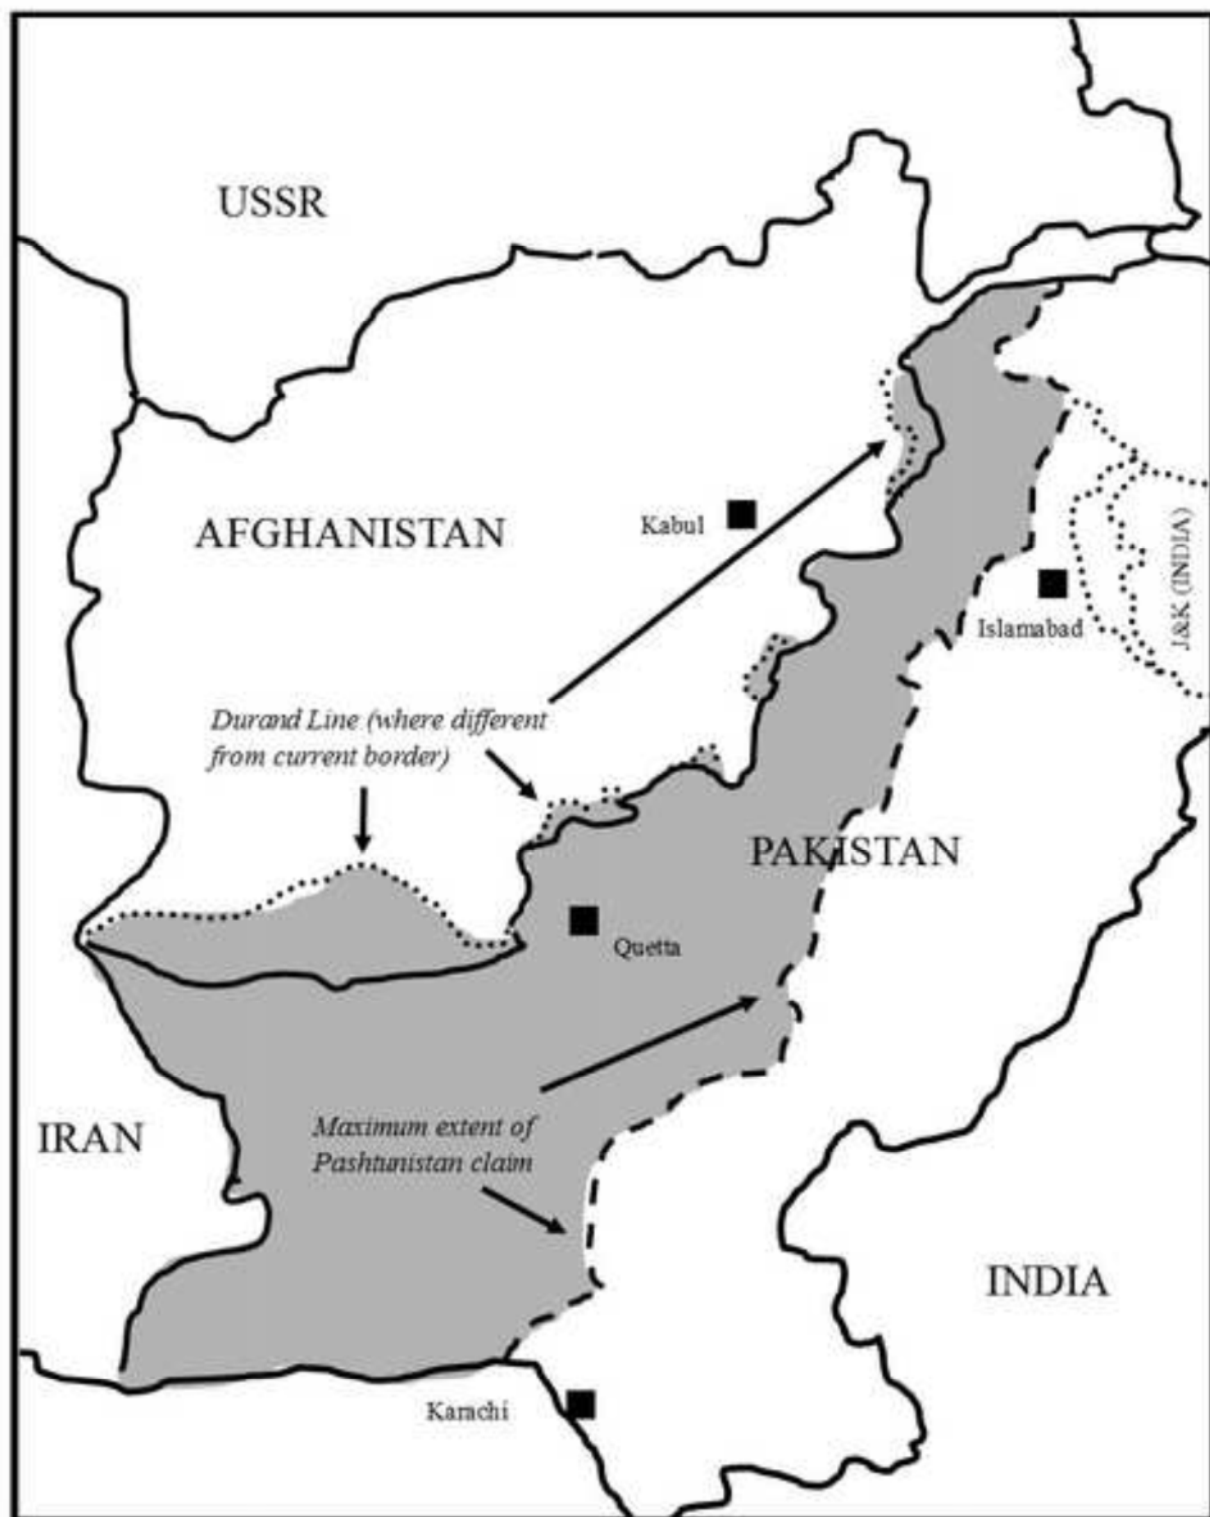 USSR
AFGHANISTAN
Kabul
J&K (INDIA)
Islamabad
Durand Line (where different
from current border)
PAKISTAN
Quetta
Maximum extent of
Pashtunistan claim
IRAN
INDIA
Karachi